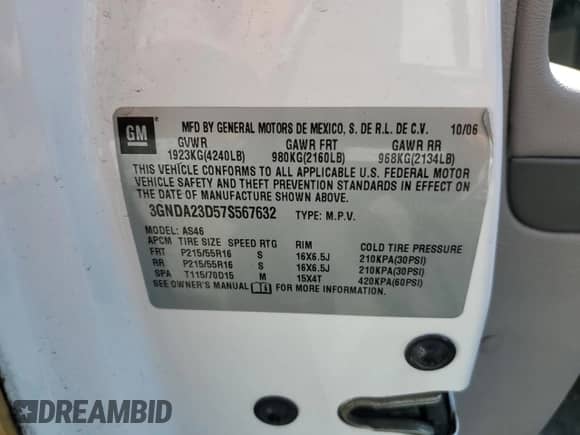 GM
MFD BY GENERAL MOTORS DE MEXICO, S. DE R.L. DE C.V. 10/06
GVWR GAWR FRT GAWR RR
1923KG(4240LB) 980KG(2160LB) 968KG(2134LB)
THIS VEHICLE CONFORMS TO ALL APPLICABLE U.S. FEDERAL MOTOR
VEHICLE SAFETY AND THEFT PREVENTION STANDARDS IN EFFECT ON
THE DATE OF MANUFACTURE SHOWN ABOVE.
3GNDA23D57S567632 TYPE: M.P.V.
MODEL: AS46
APCM TIRE SIZE SPEED RTG RIM COLD TIRE PRESSURE
FRT P215/55R16 S 16X6.5J 210KPA(30PSI)
RR P215/55R16 S 16X6.5J 210KPA(30PSI)
SPA T115/70D15 M 15X4T 420KPA(60PSI)
SEE OWNER'S MANUAL FOR MORE INFORMATION.
DREAMBID